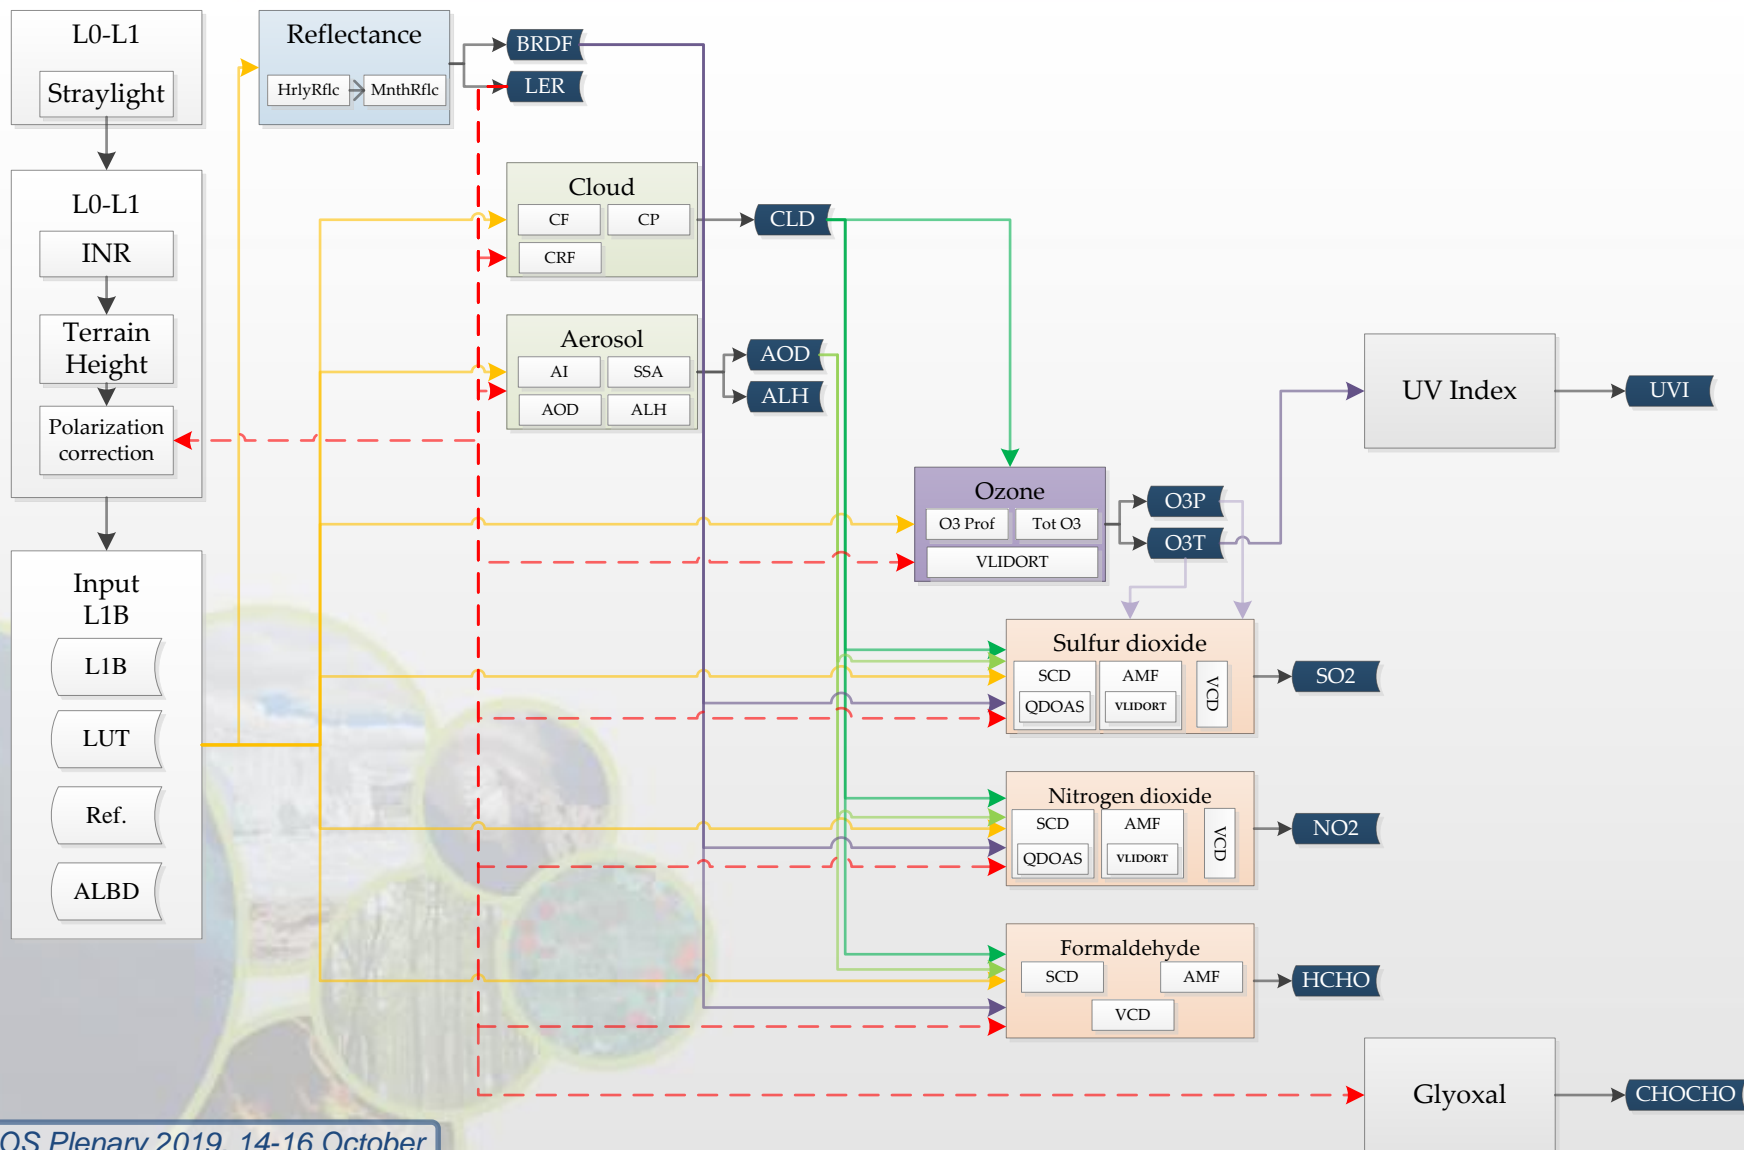 L0-L1
Straylight
L0-L1
INR
Terrain
Height
Polarization
correction
Input
L1B
L1B
LUT
Ref.
ALBD
Reflectance
HrlyRflc
MnthRflc
BRDF
LER
Cloud
CF
CP
CRF
CLD
Aerosol
AI
SSA
AOD
ALH
AOD
ALH
Ozone
O3 Prof
Tot O3
VLIDORT
O3P
O3T
UV Index
UVI
Sulfur dioxide
SCD
AMF
VCD
QDOAS
VLIDORT
SO2
Nitrogen dioxide
SCD
AMF
VCD
QDOAS
VLIDORT
NO2
Formaldehyde
SCD
AMF
VCD
HCHO
Glyoxal
CHOCHO
OS Plenary 2019, 14-16 October